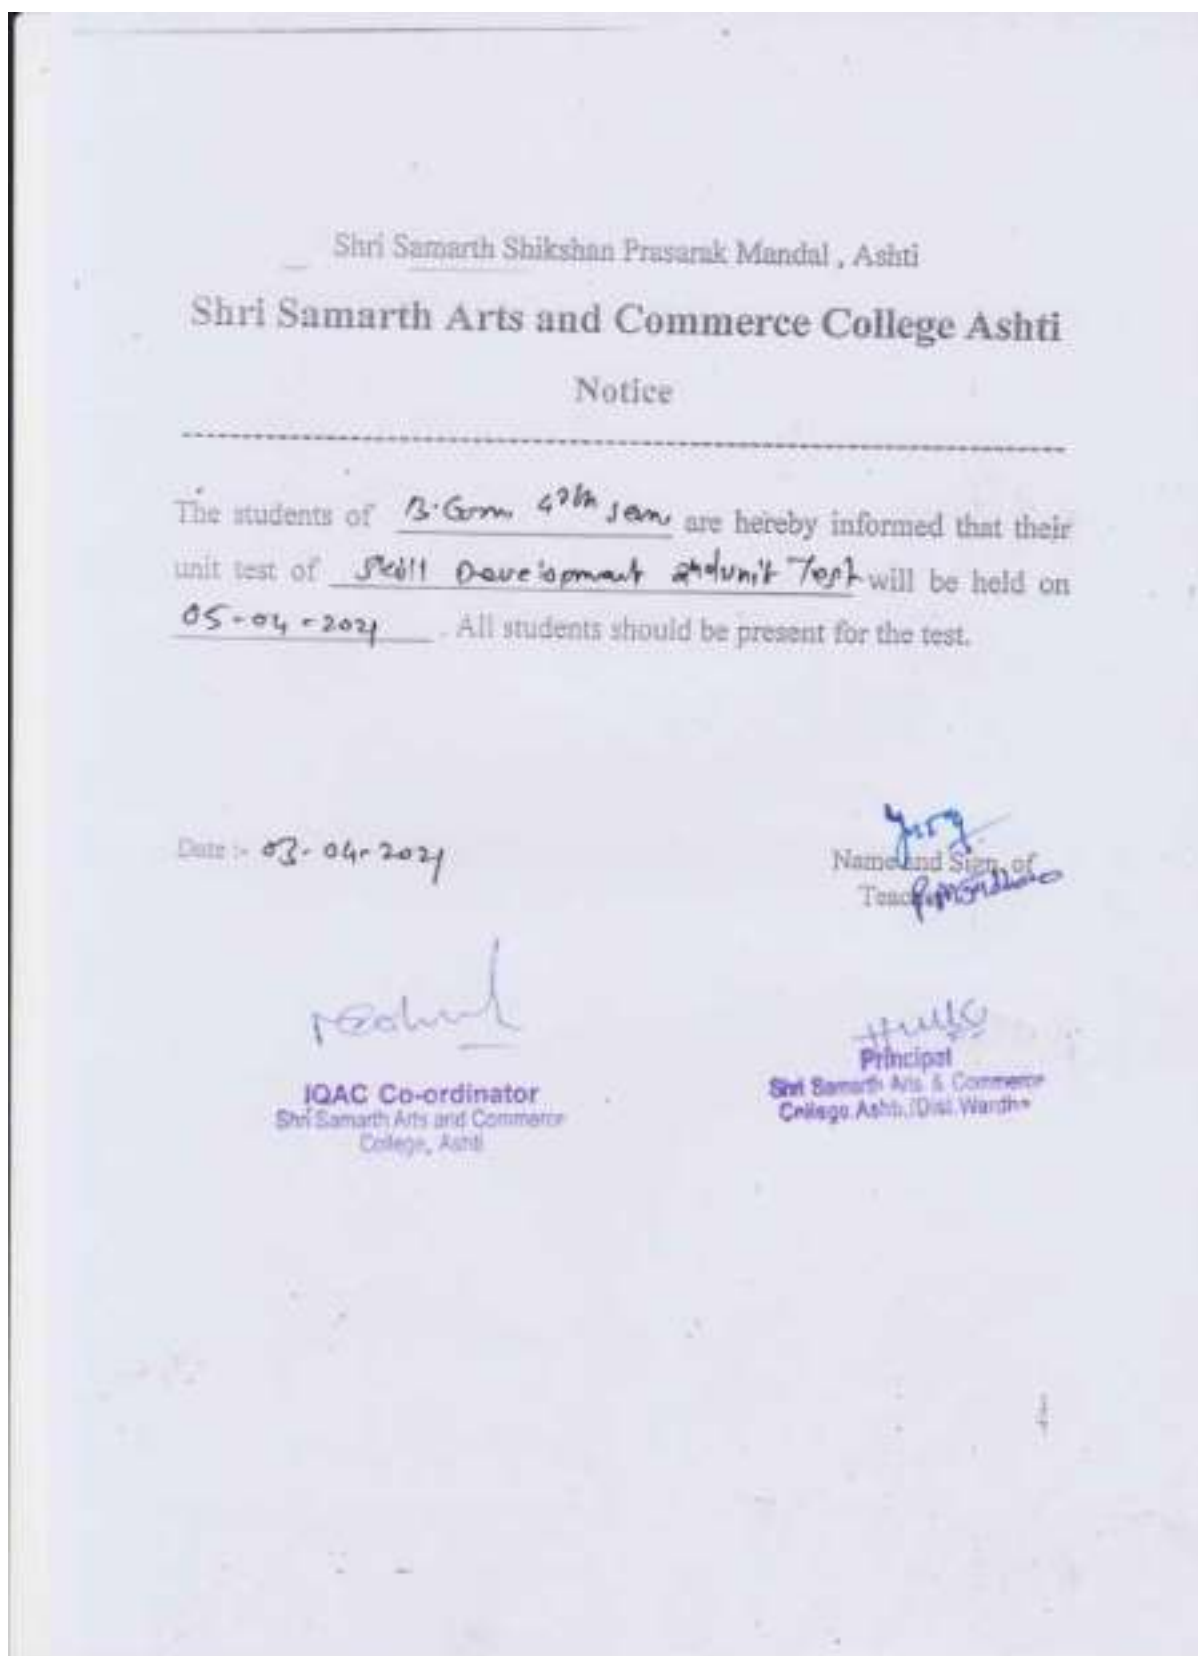 Shri Samarth Shikshan Prasarak Mandal , Ashti
Shri Samarth Arts and Commerce College Ashti
Notice
The students of B.Com. 4th sem are hereby informed that their
unit test of Skill Development 2nd unit Test will be held on
05-04-2021 . All students should be present for the test.
Date :- 03-04-2021
Name and Sign. of
Teacher
IQAC Co-ordinator
Shri Samarth Arts and Commerce
College, Ashti
Principal
Shri Samarth Arts & Commerce
College Ashti, Dist. Wardha